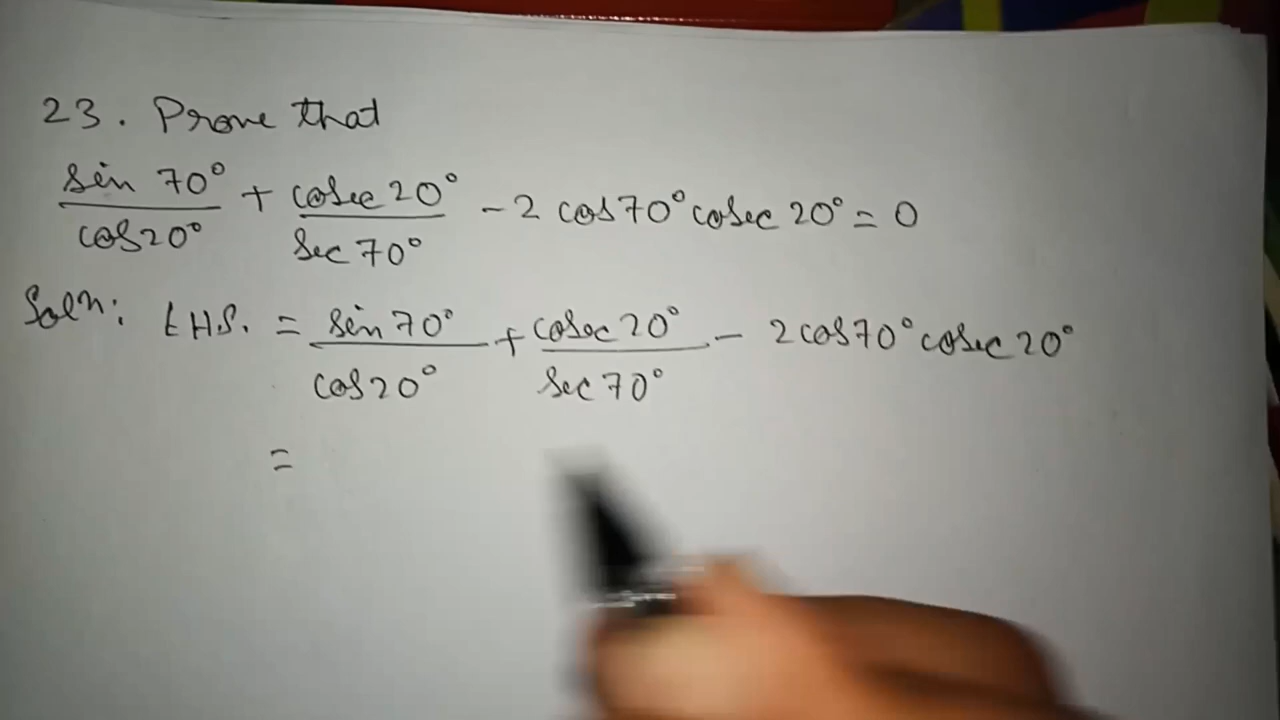 23. Prove that
sin 70° / cos 20° + cosec 20° / sec 70° - 2 cos 70° cosec 20° = 0
Soln: LHS. = sin 70° / cos 20° + cosec 20° / sec 70° - 2 cos 70° cosec 20°
=